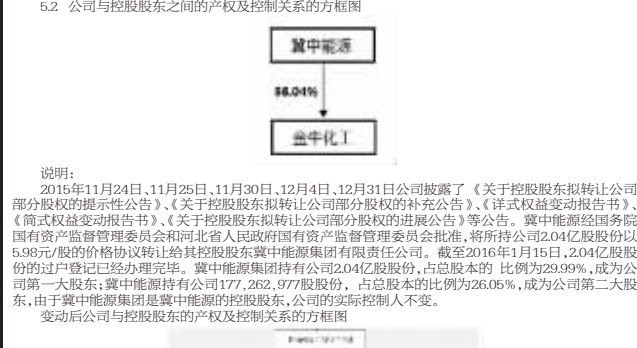 5.2 公司与控股股东之间的产权及控制关系的方框图
冀中能源
56.04%
金牛化工
说明：
2015年11月24日、11月25日、11月30日、12月4日、12月31日公司披露了《关于控股股东拟转让公司
部分股权的提示性公告》、《关于控股股东拟转让公司部分股权的补充公告》、《详式权益变动报告书》、
《简式权益变动报告书》、《关于控股股东拟转让公司部分股权的进展公告》等公告。冀中能源经国务院
国有资产监督管理委员会和河北省人民政府国有资产监督管理委员会批准,将所持公司2.04亿股股份以
5.98元/股的价格协议转让给其控股股东冀中能源集团有限责任公司。截至2016年1月15日,2.04亿股股
份的过户登记已经办理完毕。冀中能源集团持有公司2.04亿股股份,占总股本的 比例为29.99%,成为公
司第一大股东;冀中能源持有公司177,262,977股股份, 占总股本的比例为26.05%,成为公司第二大股
东,由于冀中能源集团是冀中能源的控股股东,公司的实际控制人不变。
变动后公司与控股股东的产权及控制关系的方框图